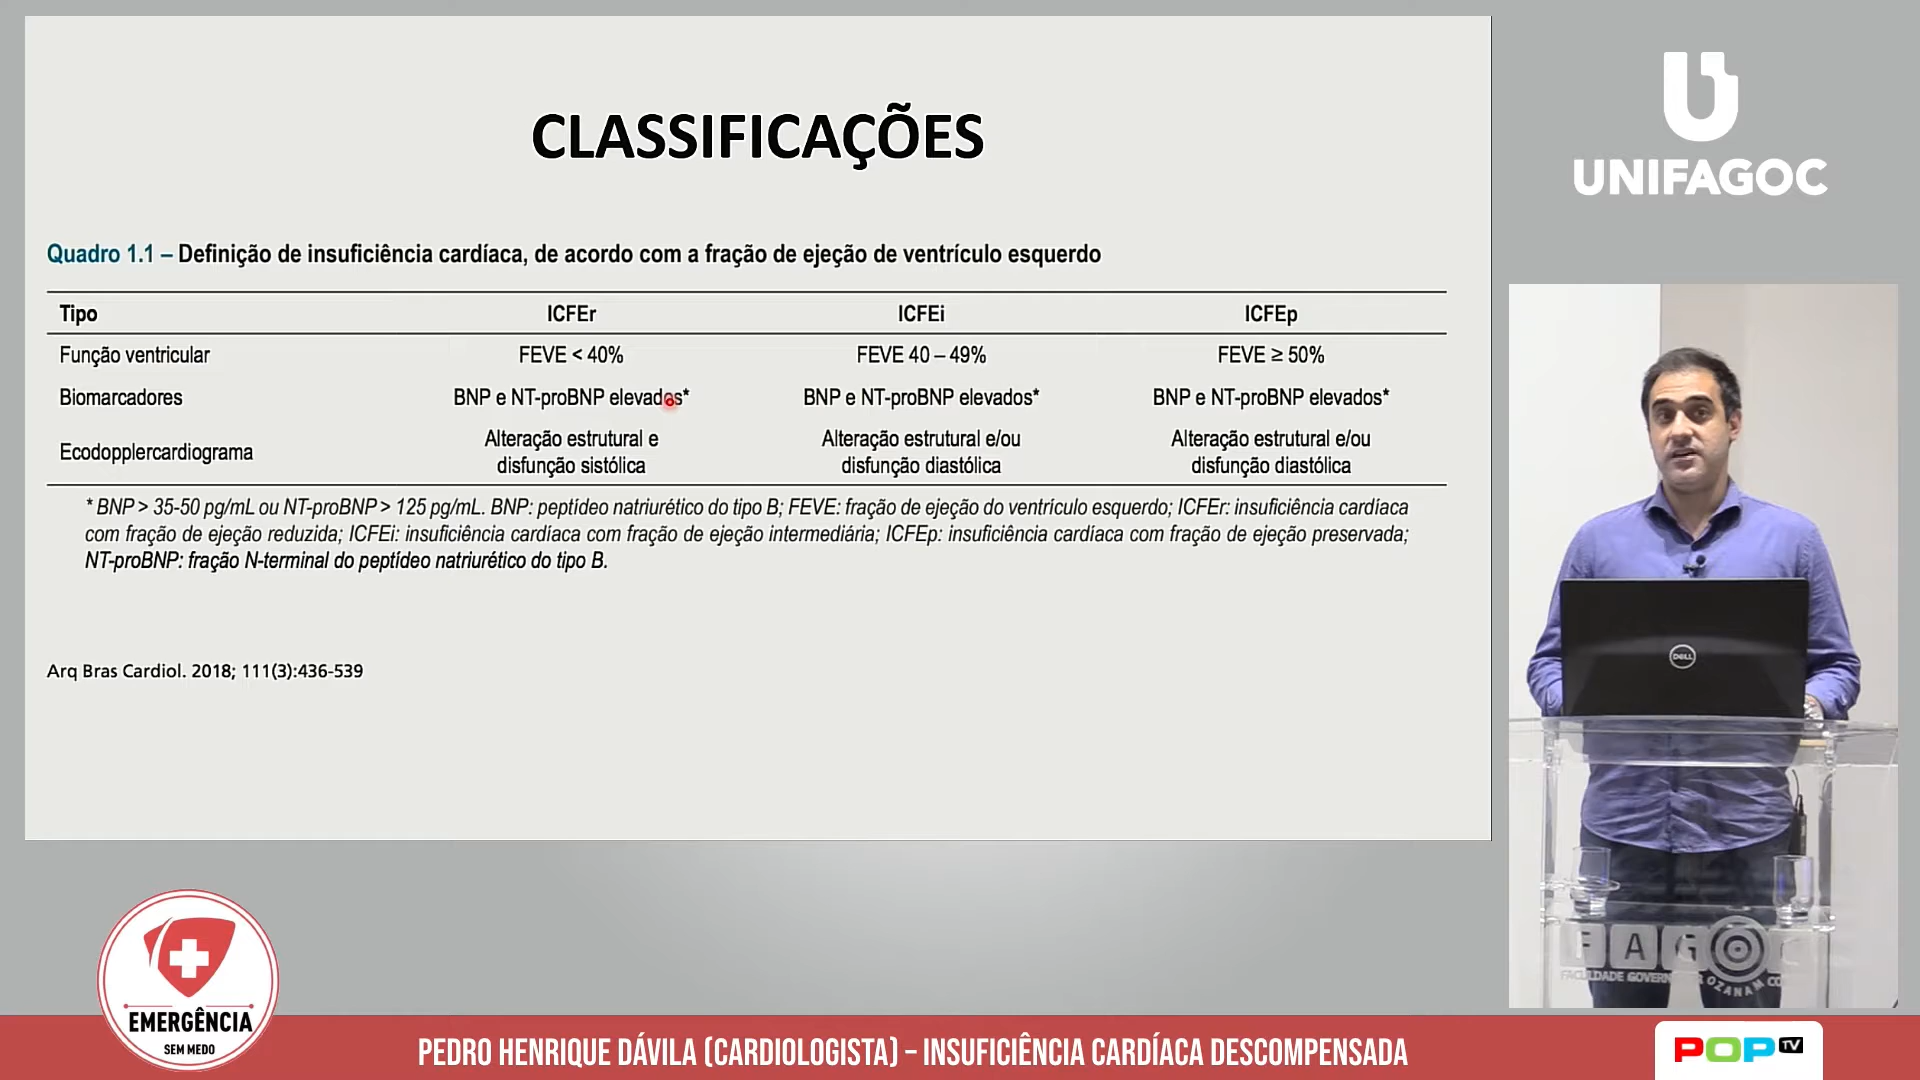 CLASSIFICAÇÕES
Quadro 1.1 – Definição de insuficiência cardíaca, de acordo com a fração de ejeção de ventrículo esquerdo
Tipo ICFEr ICFEi ICFEp
Função ventricular FEVE < 40% FEVE 40 – 49% FEVE ≥ 50%
Biomarcadores BNP e NT-proBNP elevados* BNP e NT-proBNP elevados* BNP e NT-proBNP elevados*
Ecodopplercardiograma Alteração estrutural e disfunção sistólica Alteração estrutural e/ou disfunção diastólica Alteração estrutural e/ou disfunção diastólica
* BNP > 35-50 pg/mL ou NT-proBNP > 125 pg/mL. BNP: peptídeo natriurético do tipo B; FEVE: fração de ejeção do ventrículo esquerdo; ICFEr: insuficiência cardíaca
com fração de ejeção reduzida; ICFEi: insuficiência cardíaca com fração de ejeção intermediária; ICFEp: insuficiência cardíaca com fração de ejeção preservada;
NT-proBNP: fração N-terminal do peptídeo natriurético do tipo B.
Arq Bras Cardiol. 2018; 111(3):436-539
UNIFAGOC
DELL
FAGOC
FACULDADE GOVERN OZANAM CO
EMERGÊNCIA
SEM MEDO
PEDRO HENRIQUE DÁVILA (CARDIOLOGISTA) – INSUFICIÊNCIA CARDÍACA DESCOMPENSADA
POP TV